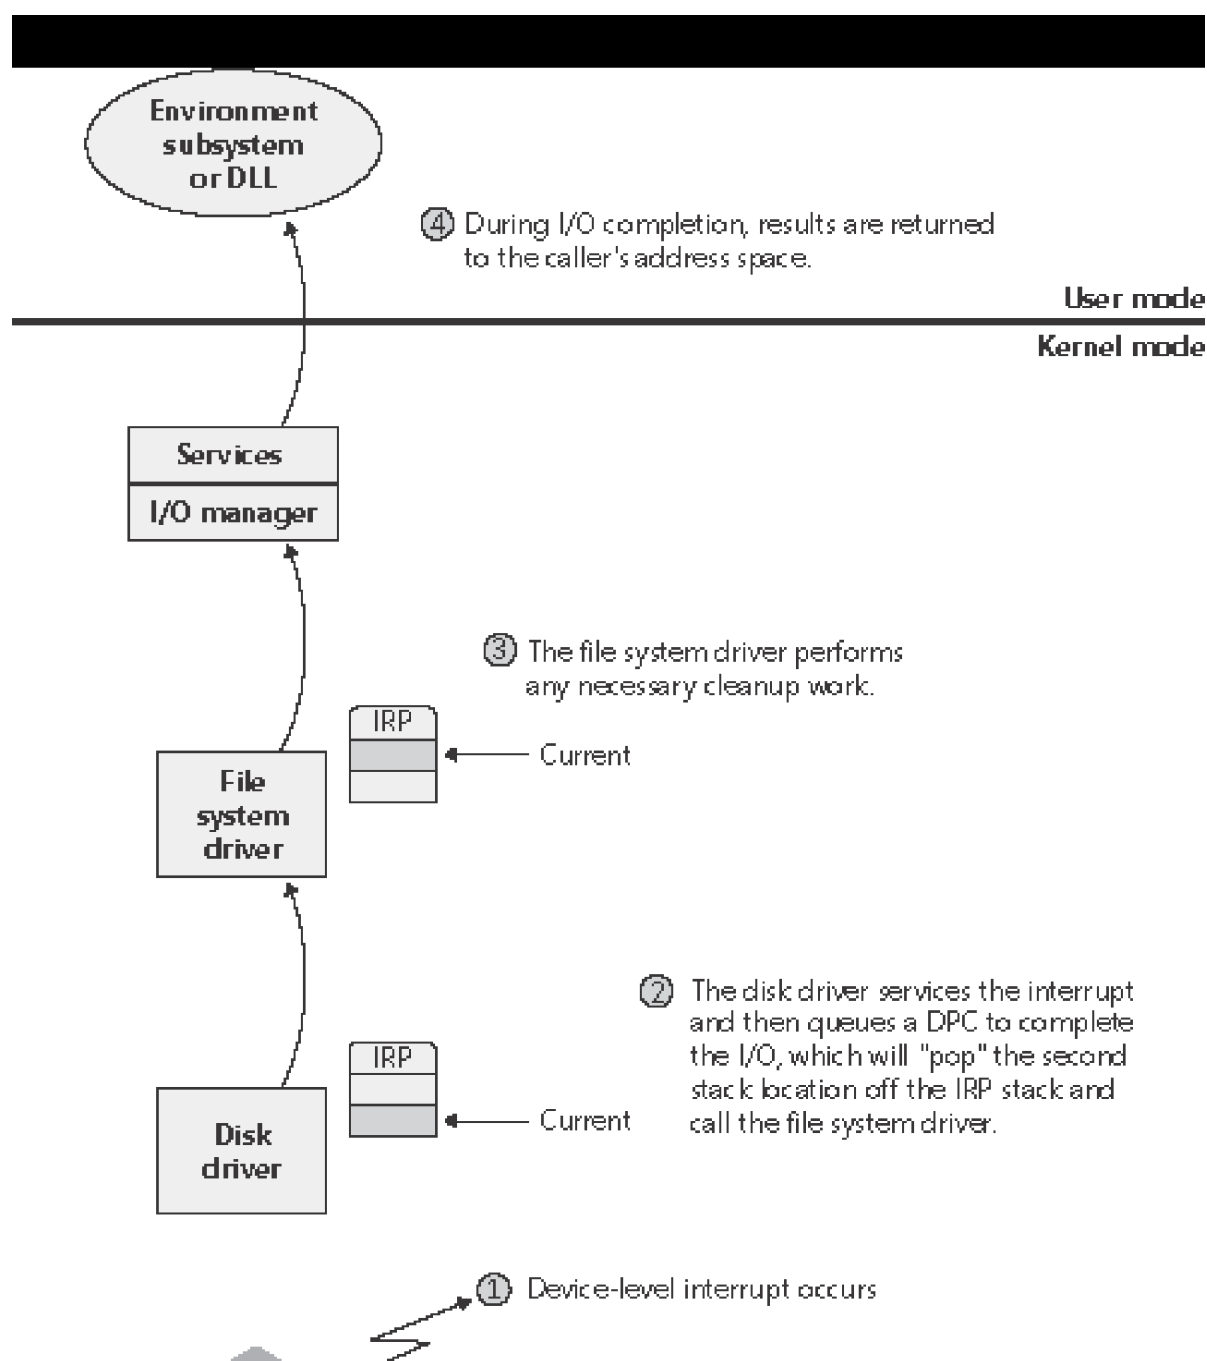 Environment
subsystem
or DLL
4 During I/O completion, results are returned
to the caller's address space.
User mode
Kernel mode
Services
I/O manager
3 The file system driver performs
any necessary cleanup work.
IRP
Current
File
system
driver
2 The disk driver services the interrupt
and then queues a DPC to complete
the I/O, which will "pop" the second
stack location off the IRP stack and
call the file system driver.
IRP
Current
Disk
driver
1 Device-level interrupt occurs